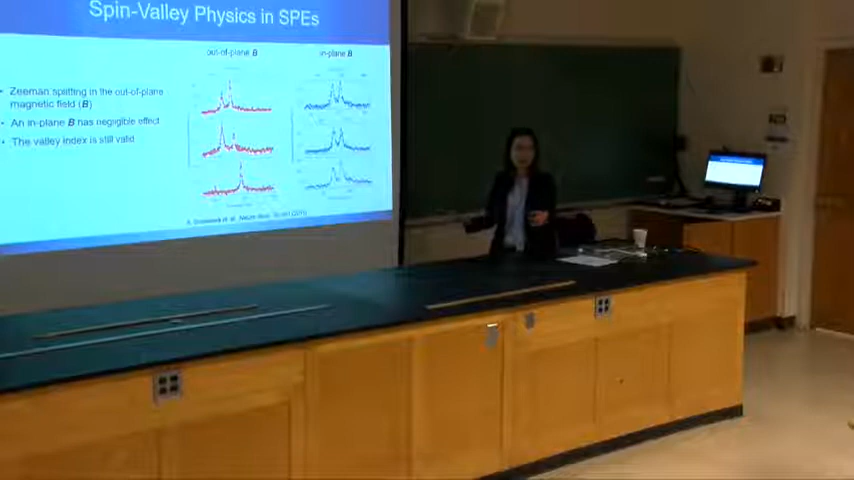 Spin-Valley Physics in SPEs
out-of-plane B
in-plane B
Zeeman splitting in the out-of-plane
magnetic field (B)
An in-plane B has negligible effect
The valley index is still valid